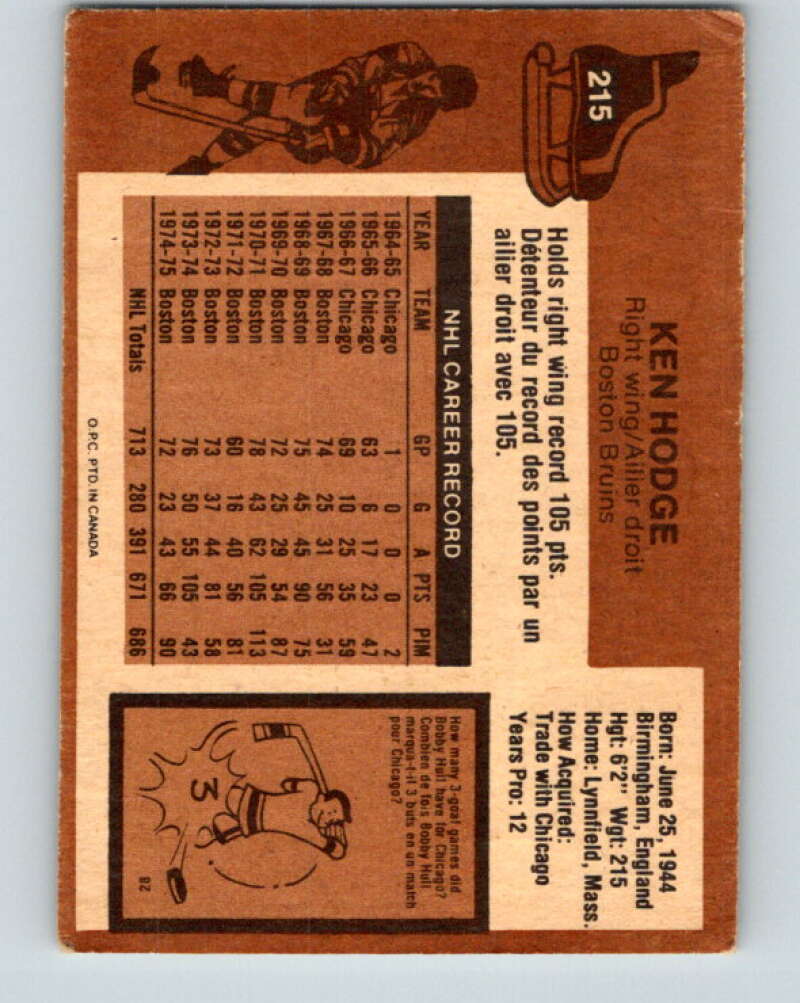 215
KEN HODGE
Right wing/Ailier droit
Boston Bruins
Born: June 25, 1944
Birmingham, England
Hgt: 6'2" Wgt: 215
Home: Lynnfield, Mass.
How Acquired:
Trade with Chicago
Years Pro: 12
Holds right wing record 105 pts.
Détenteur du record des points par un
ailier droit avec 105.
NHL CAREER RECORD
YEAR TEAM GP G A PTS PIM
1964-65 Chicago 1 0 0 0 2
1965-66 Chicago 63 6 17 23 47
1966-67 Chicago 69 10 25 35 59
1967-68 Boston 74 25 31 56 31
1968-69 Boston 75 45 45 90 75
1969-70 Boston 72 25 29 54 87
1970-71 Boston 78 43 62 105 113
1971-72 Boston 60 16 40 56 81
1972-73 Boston 73 37 44 81 58
1973-74 Boston 76 50 55 105 43
1974-75 Boston 72 23 43 66 90
NHL Totals 713 280 391 671 686
How many 3-goal games did
Bobby Hull have for Chicago?
Combien de fois Bobby Hull
marqua-t-il 3 buts en un match
pour Chicago?
3
28
O.P.C. PTD. IN CANADA